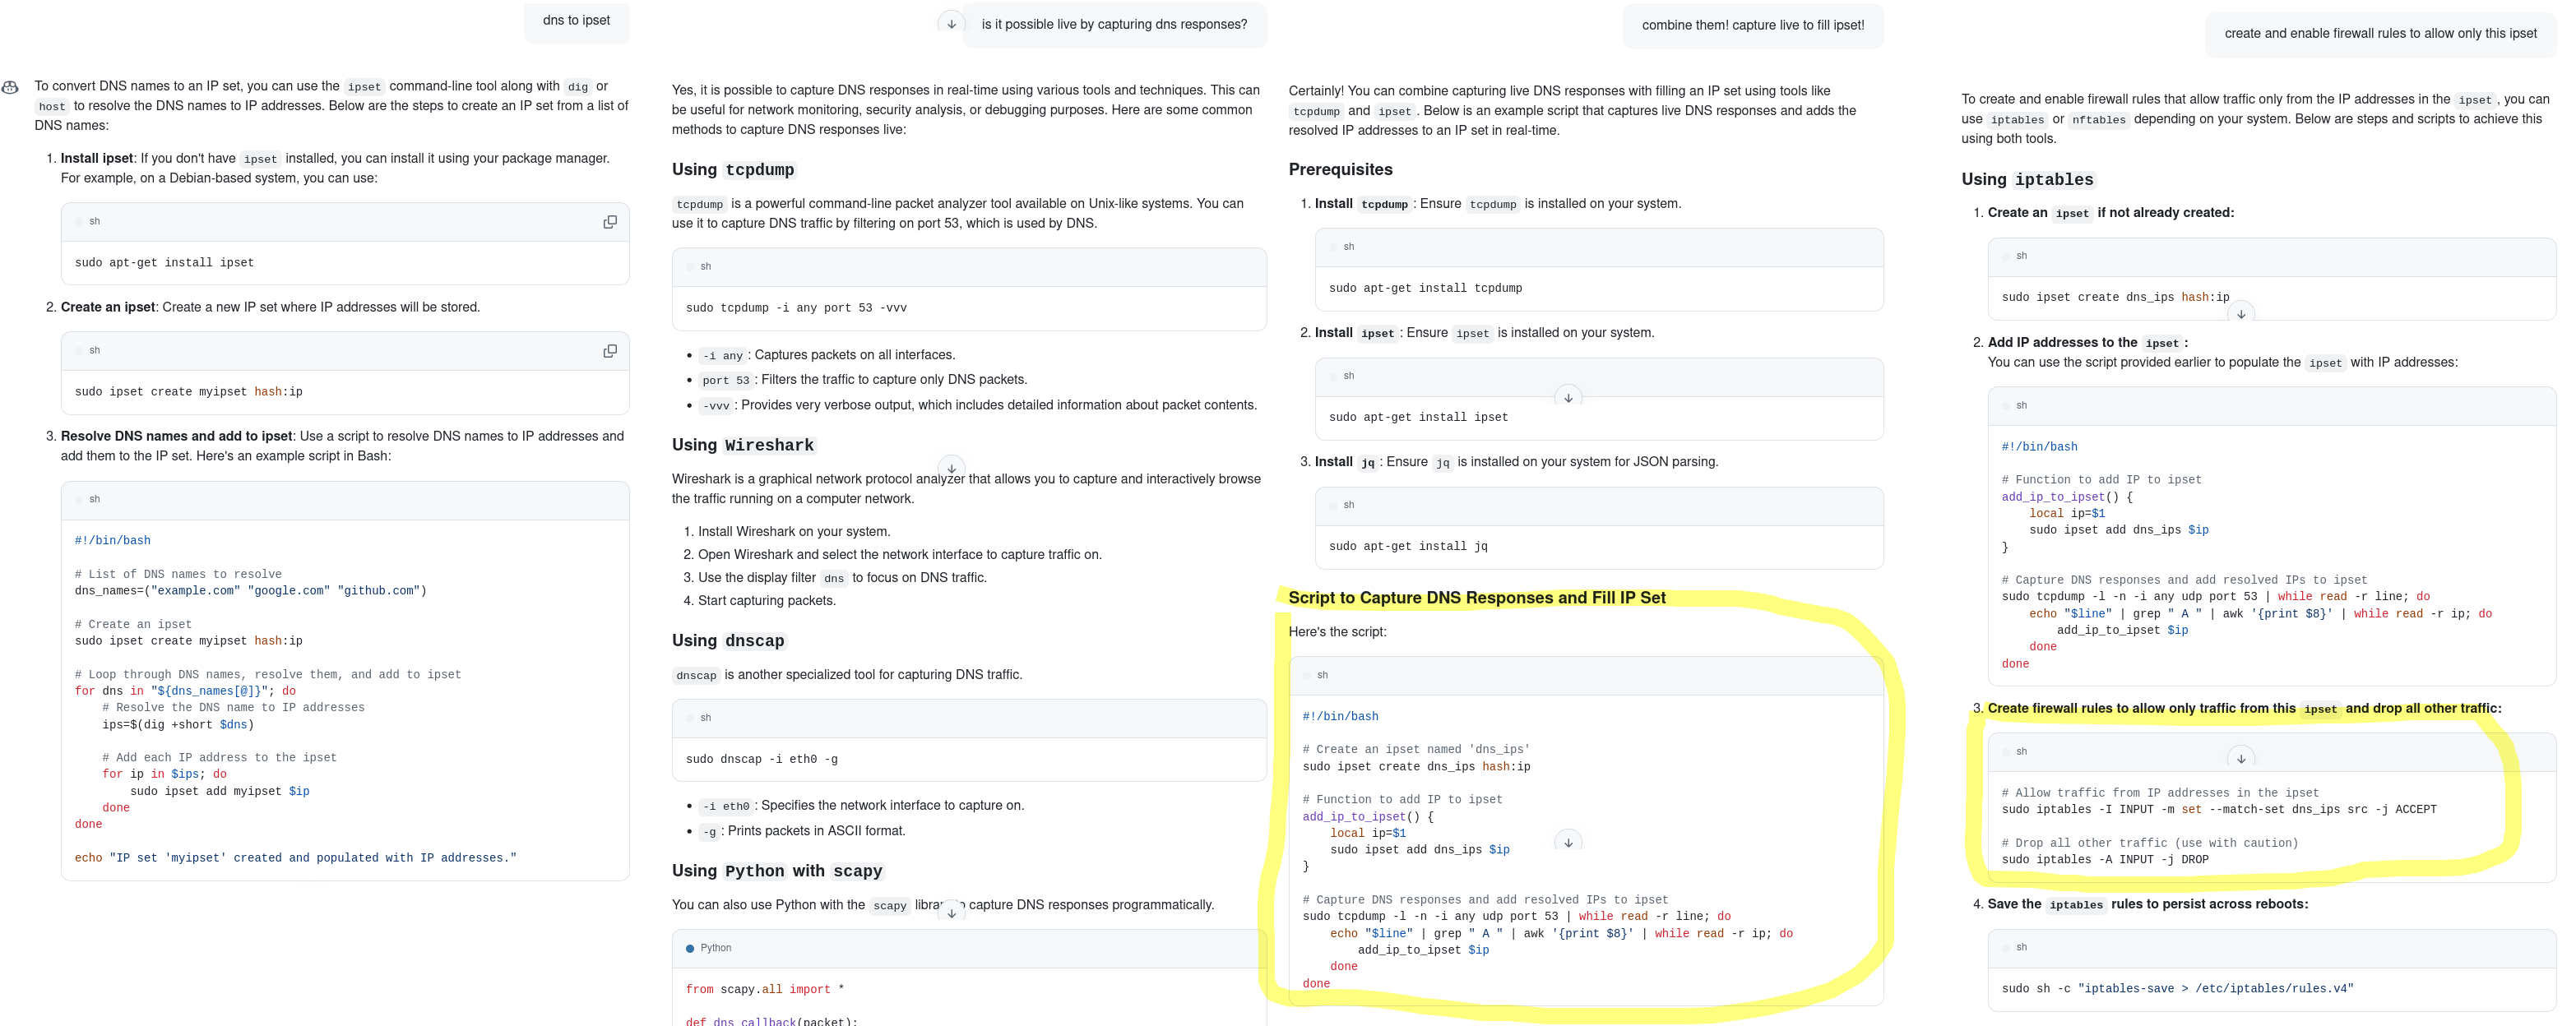 dns to ipset
To convert DNS names to an IP set, you can use the ipset command-line tool along with dig or
host to resolve the DNS names to IP addresses. Below are the steps to create an IP set from a list of
DNS names:
1. Install ipset: If you don't have ipset installed, you can install it using your package manager.
For example, on a Debian-based system, you can use:
sh
sudo apt-get install ipset
2. Create an ipset: Create a new IP set where IP addresses will be stored.
sh
sudo ipset create myipset hash:ip
3. Resolve DNS names and add to ipset: Use a script to resolve DNS names to IP addresses and
add them to the IP set. Here's an example script in Bash:
sh
#!/bin/bash
# List of DNS names to resolve
dns_names=("example.com" "google.com" "github.com")
# Create an ipset
sudo ipset create myipset hash:ip
# Loop through DNS names, resolve them, and add to ipset
for dns in "${dns_names[@]}"; do
# Resolve the DNS name to IP addresses
ips=$(dig +short $dns)
# Add each IP address to the ipset
for ip in $ips; do
sudo ipset add myipset $ip
done
done
echo "IP set 'myipset' created and populated with IP addresses."
is it possible live by capturing dns responses?
Yes, it is possible to capture DNS responses in real-time using various tools and techniques. This can
be useful for network monitoring, security analysis, or debugging purposes. Here are some common
methods to capture DNS responses live:
Using tcpdump
tcpdump is a powerful command-line packet analyzer tool available on Unix-like systems. You can
use it to capture DNS traffic by filtering on port 53, which is used by DNS.
sh
sudo tcpdump -i any port 53 -vvv
• -i any: Captures packets on all interfaces.
• port 53: Filters the traffic to capture only DNS packets.
• -vvv: Provides very verbose output, which includes detailed information about packet contents.
Using Wireshark
Wireshark is a graphical network protocol analyzer that allows you to capture and interactively browse
the traffic running on a computer network.
1. Install Wireshark on your system.
2. Open Wireshark and select the network interface to capture traffic on.
3. Use the display filter dns to focus on DNS traffic.
4. Start capturing packets.
Using dnscap
dnscap is another specialized tool for capturing DNS traffic.
sh
sudo dnscap -i eth0 -g
• -i eth0: Specifies the network interface to capture on.
• -g: Prints packets in ASCII format.
Using Python with scapy
You can also use Python with the scapy library to capture DNS responses programmatically.
Python
from scapy.all import *
def dns_callback(packet):
combine them! capture live to fill ipset!
Certainly! You can combine capturing live DNS responses with filling an IP set using tools like
tcpdump and ipset. Below is an example script that captures live DNS responses and adds the
resolved IP addresses to an IP set in real-time.
Prerequisites
1. Install tcpdump: Ensure tcpdump is installed on your system.
sh
sudo apt-get install tcpdump
2. Install ipset: Ensure ipset is installed on your system.
sh
sudo apt-get install ipset
3. Install jq: Ensure jq is installed on your system for JSON parsing.
sh
sudo apt-get install jq
Script to Capture DNS Responses and Fill IP Set
Here's the script:
sh
#!/bin/bash
# Create an ipset named 'dns_ips'
sudo ipset create dns_ips hash:ip
# Function to add IP to ipset
add_ip_to_ipset() {
local ip=$1
sudo ipset add dns_ips $ip
}
# Capture DNS responses and add resolved IPs to ipset
sudo tcpdump -l -n -i any udp port 53 | while read -r line; do
echo "$line" | grep " A " | awk '{print $8}' | while read -r ip; do
add_ip_to_ipset $ip
done
done
create and enable firewall rules to allow only this ipset
To create and enable firewall rules that allow traffic only from the IP addresses in the ipset, you can
use iptables or nftables depending on your system. Below are steps and scripts to achieve this
using both tools.
Using iptables
1. Create an ipset if not already created:
sh
sudo ipset create dns_ips hash:ip
2. Add IP addresses to the ipset:
You can use the script provided earlier to populate the ipset with IP addresses:
sh
#!/bin/bash
# Function to add IP to ipset
add_ip_to_ipset() {
local ip=$1
sudo ipset add dns_ips $ip
}
# Capture DNS responses and add resolved IPs to ipset
sudo tcpdump -l -n -i any udp port 53 | while read -r line; do
echo "$line" | grep " A " | awk '{print $8}' | while read -r ip; do
add_ip_to_ipset $ip
done
done
3. Create firewall rules to allow only traffic from this ipset and drop all other traffic:
sh
# Allow traffic from IP addresses in the ipset
sudo iptables -I INPUT -m set --match-set dns_ips src -j ACCEPT
# Drop all other traffic (use with caution)
sudo iptables -A INPUT -j DROP
4. Save the iptables rules to persist across reboots:
sh
sudo sh -c "iptables-save > /etc/iptables/rules.v4"